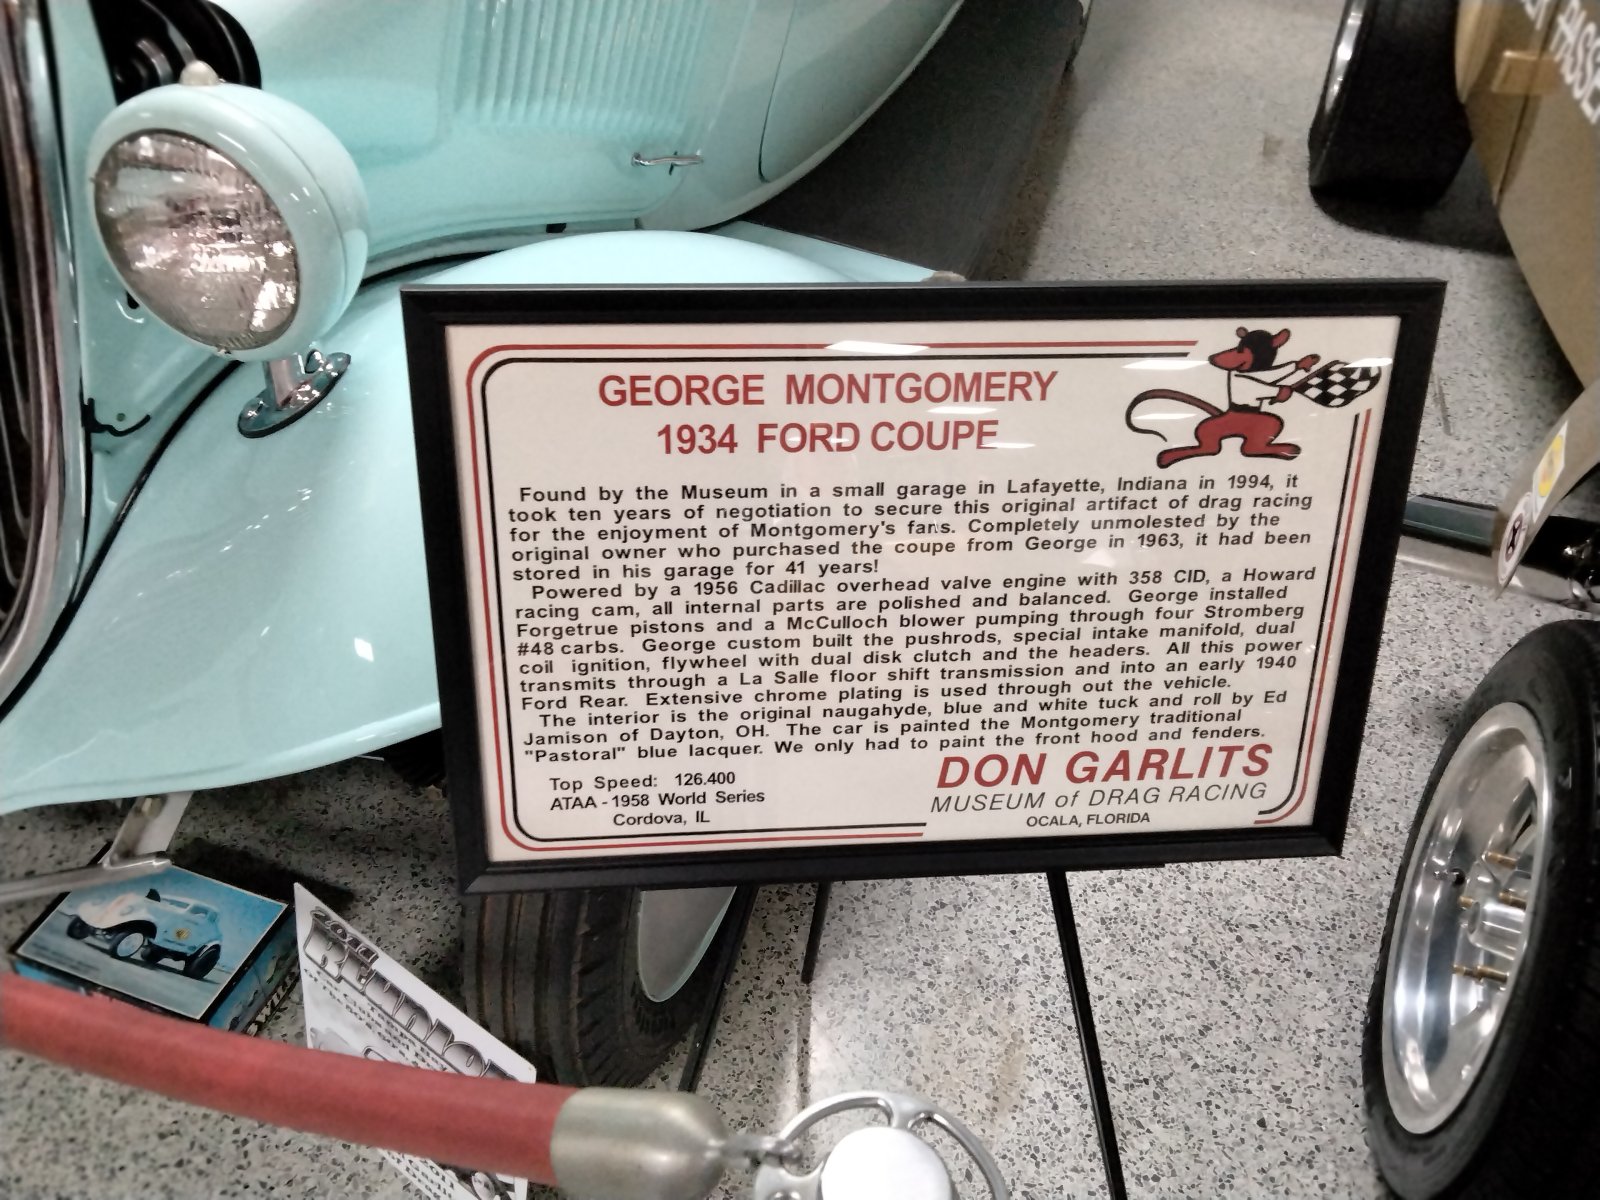 PASSE
GEORGE MONTGOMERY
1934 FORD COUPE
Found by the Museum in a small garage in Lafayette, Indiana in 1994, it
took ten years of negotiation to secure this original artifact of drag racing
for the enjoyment of Montgomery's fans. Completely unmolested by the
original owner who purchased the coupe from George in 1963, it had been
stored in his garage for 41 years!
Powered by a 1956 Cadillac overhead valve engine with 358 CID, a Howard
racing cam, all internal parts are polished and balanced. George installed
Forgetrue pistons and a McCulloch blower pumping through four Stromberg
#48 carbs. George custom built the pushrods, special intake manifold, dual
coil ignition, flywheel with dual disk clutch and the headers. All this power
transmits through a La Salle floor shift transmission and into an early 1940
Ford Rear. Extensive chrome plating is used through out the vehicle.
The interior is the original naugahyde, blue and white tuck and roll by Ed
Jamison of Dayton, OH. The car is painted the Montgomery traditional
"Pastoral" blue lacquer. We only had to paint the front hood and fenders.
Top Speed: 126.400
ATAA - 1958 World Series
Cordova, IL
DON GARLITS
MUSEUM of DRAG RACING
OCALA, FLORIDA